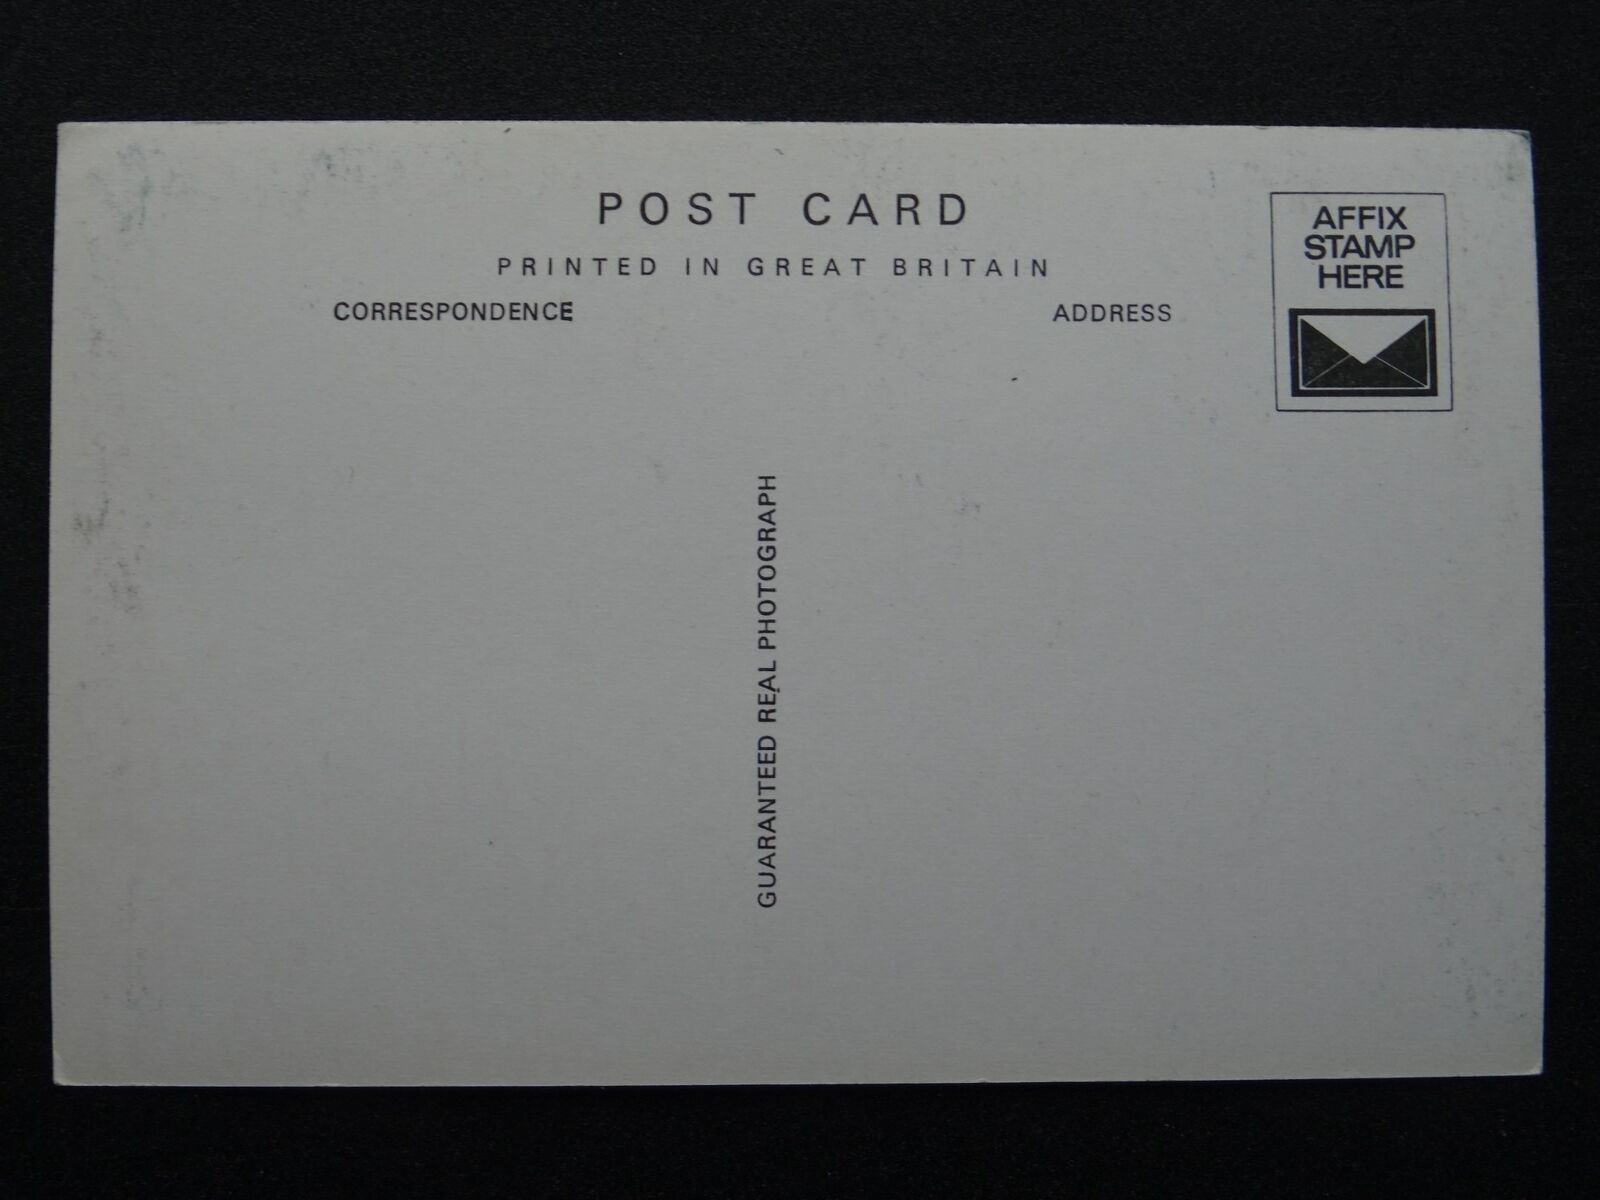 POST CARD
PRINTED IN GREAT BRITAIN
CORRESPONDENCE
ADDRESS
AFFIX
STAMP
HERE
GUARANTEED REAL PHOTOGRAPH